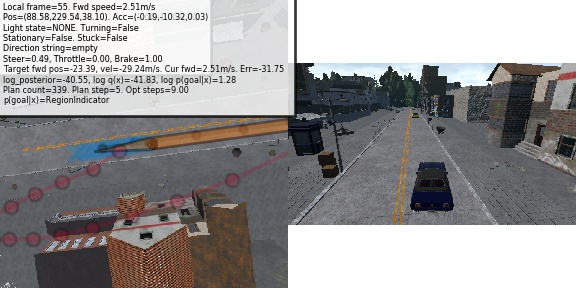 Local frame=55. Fwd speed=2.51m/s
Pos=(88.58,229.54,38.10). Acc=(-0.19,-10.32,0.03)
Light state=NONE. Turning=False
Stationary=False. Stuck=False
Direction string=empty
Steer=0.49, Throttle=0.00, Brake=1.00
Target fwd pos=-23.39, vel=-29.24m/s. Cur fwd=2.51m/s. Err=-31.75
log_posterior=-40.55, log q(x)=-41.83, log p(goal|x)=1.28
Plan count=339. Plan step=5. Opt steps=9.00
p(goal|x)=RegionIndicator